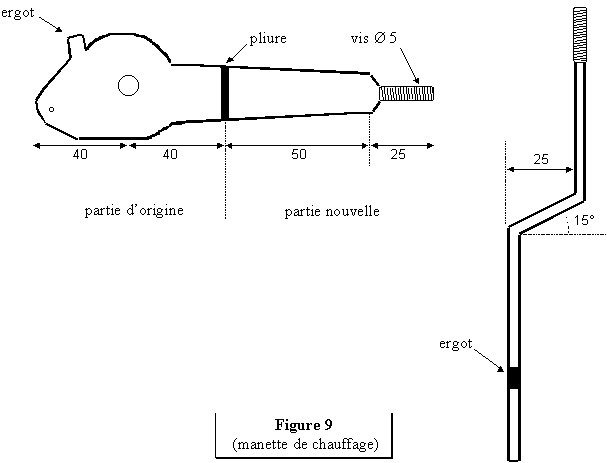 ergot
pliure
vis Ø 5
40
40
50
25
partie d'origine
partie nouvelle
25
15°
ergot
Figure 9
(manette de chauffage)